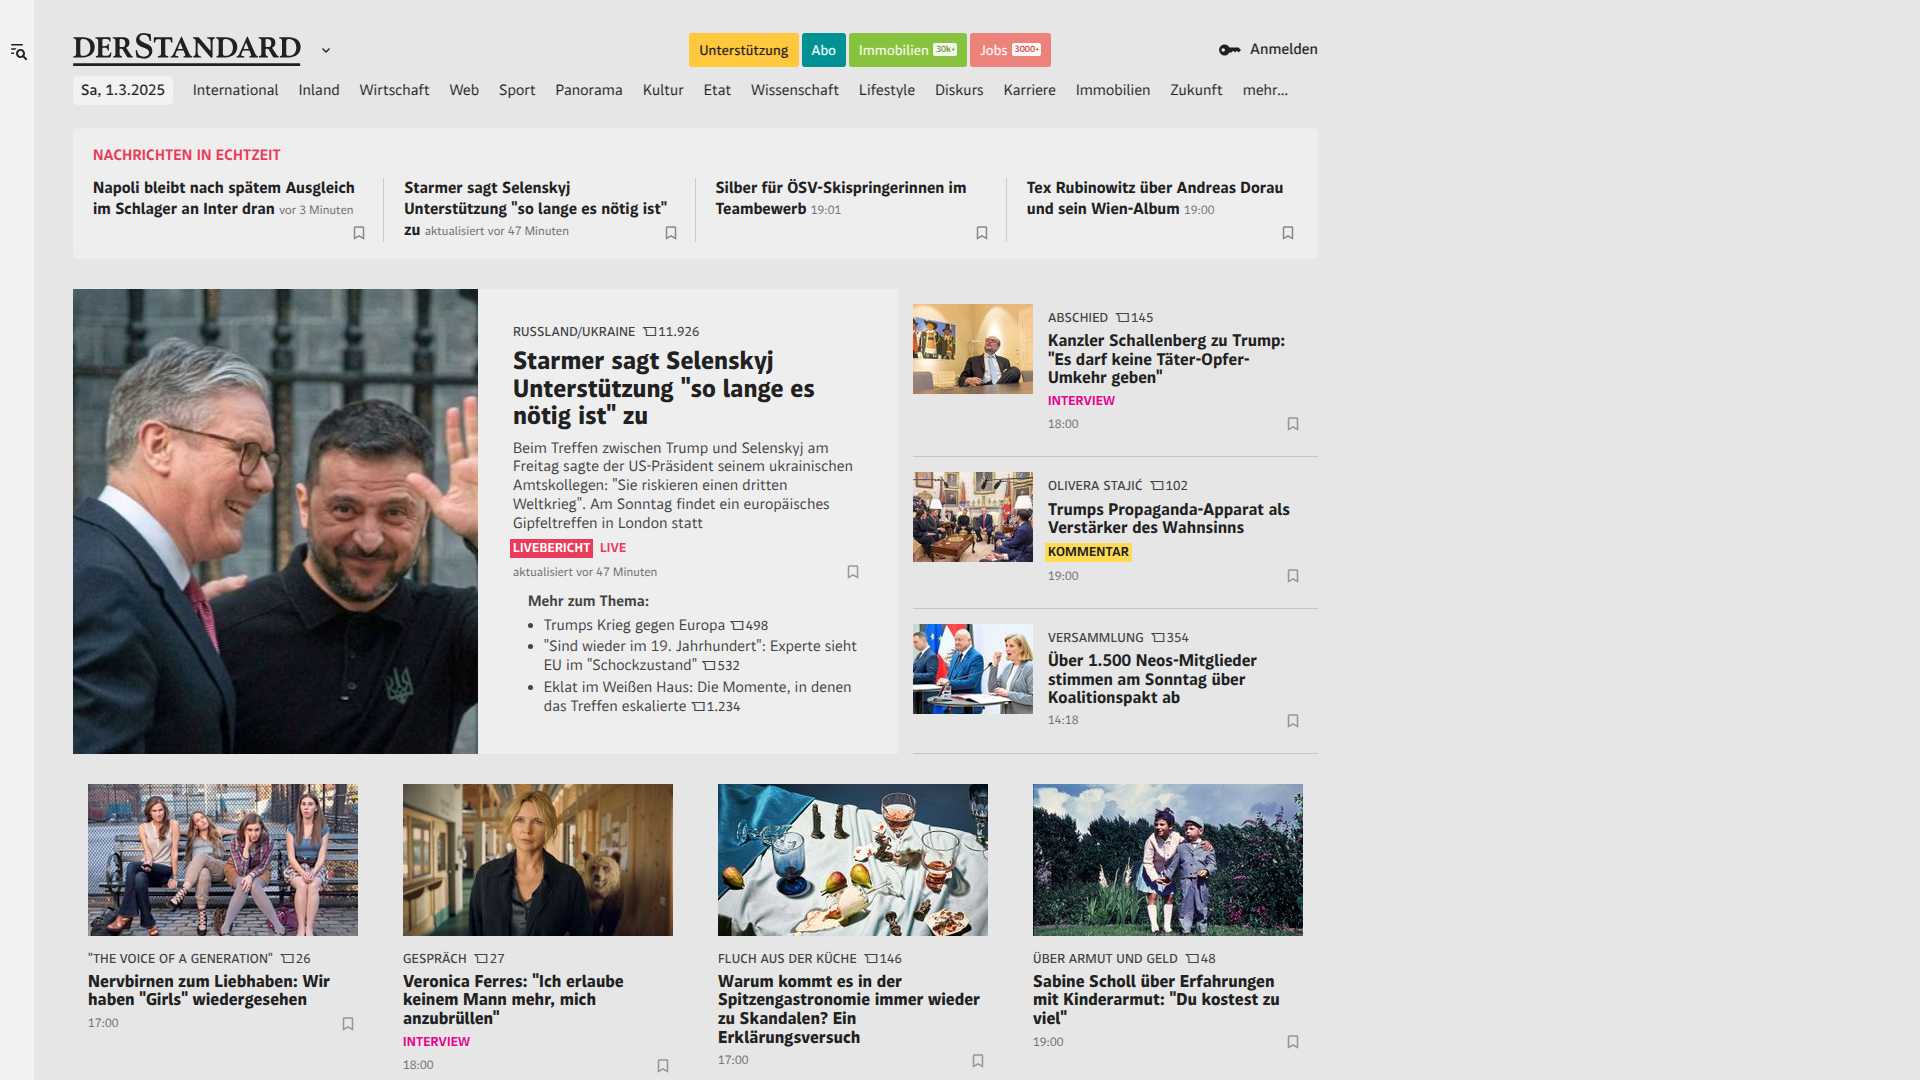 DERSTANDARD
Unterstützung Abo Immobilien 30k+ Jobs 3000+
Anmelden
Sa, 1.3.2025 International Inland Wirtschaft Web Sport Panorama Kultur Etat Wissenschaft Lifestyle Diskurs Karriere Immobilien Zukunft mehr...
NACHRICHTEN IN ECHTZEIT
Napoli bleibt nach spätem Ausgleich
im Schlager an Inter dran vor 3 Minuten
Starmer sagt Selenskyj
Unterstützung "so lange es nötig ist"
zu aktualisiert vor 47 Minuten
Silber für ÖSV-Skispringerinnen im
Teambewerb 19:01
Tex Rubinowitz über Andreas Dorau
und sein Wien-Album 19:00
RUSSLAND/UKRAINE 11.926
Starmer sagt Selenskyj
Unterstützung "so lange es
nötig ist" zu
Beim Treffen zwischen Trump und Selenskyj am
Freitag sagte der US-Präsident seinem ukrainischen
Amtskollegen: "Sie riskieren einen dritten
Weltkrieg". Am Sonntag findet ein europäisches
Gipfeltreffen in London statt
LIVEBERICHT LIVE
aktualisiert vor 47 Minuten
Mehr zum Thema:
• Trumps Krieg gegen Europa 498
• "Sind wieder im 19. Jahrhundert": Experte sieht
EU im "Schockzustand" 532
• Eklat im Weißen Haus: Die Momente, in denen
das Treffen eskalierte 1.234
ABSCHIED 145
Kanzler Schallenberg zu Trump:
"Es darf keine Täter-Opfer-
Umkehr geben"
INTERVIEW
18:00
OLIVERA STAJIĆ 102
Trumps Propaganda-Apparat als
Verstärker des Wahnsinns
KOMMENTAR
19:00
VERSAMMLUNG 354
Über 1.500 Neos-Mitglieder
stimmen am Sonntag über
Koalitionspakt ab
14:18
"THE VOICE OF A GENERATION" 26
Nervbirnen zum Liebhaben: Wir
haben "Girls" wiedergesehen
17:00
GESPRÄCH 27
Veronica Ferres: "Ich erlaube
keinem Mann mehr, mich
anzubrüllen"
INTERVIEW
18:00
FLUCH AUS DER KÜCHE 146
Warum kommt es in der
Spitzengastronomie immer wieder
zu Skandalen? Ein
Erklärungsversuch
17:00
ÜBER ARMUT UND GELD 48
Sabine Scholl über Erfahrungen
mit Kinderarmut: "Du kostest zu
viel"
19:00